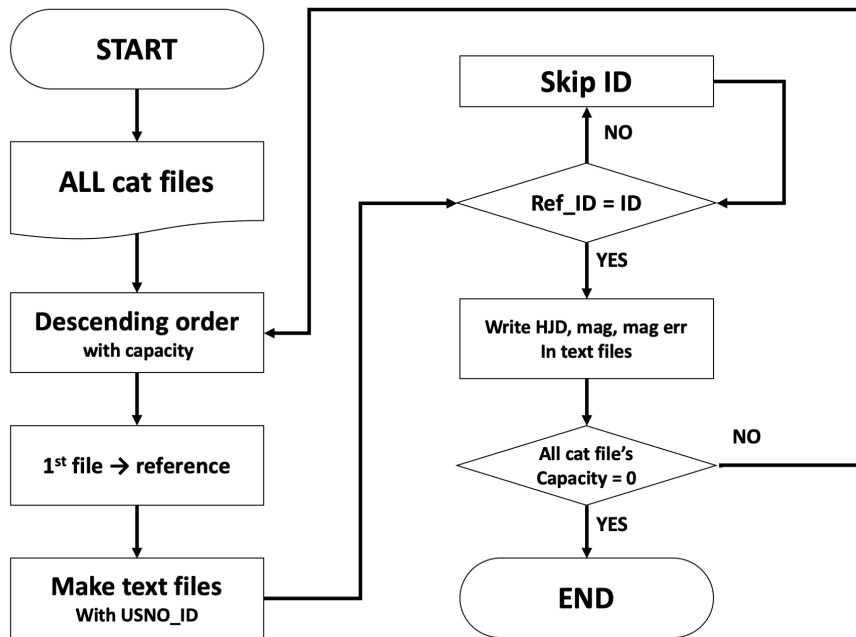 START
ALL cat files
Descending order
with capacity
1st file → reference
Make text files
With USNO_ID
Skip ID
NO
Ref_ID = ID
YES
Write HJD, mag, mag err
In text files
All cat file's
Capacity = 0
NO
YES
END